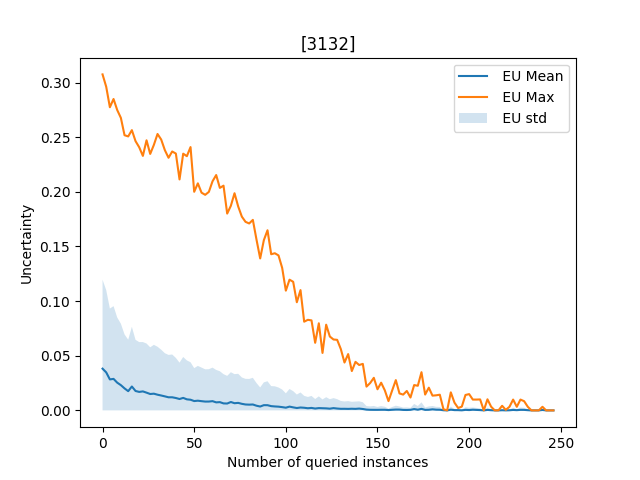 [3132]
EU Mean
EU Max
EU std
Uncertainty
0.30
0.25
0.20
0.15
0.10
0.05
0.00
0 50 100 150 200 250
Number of queried instances